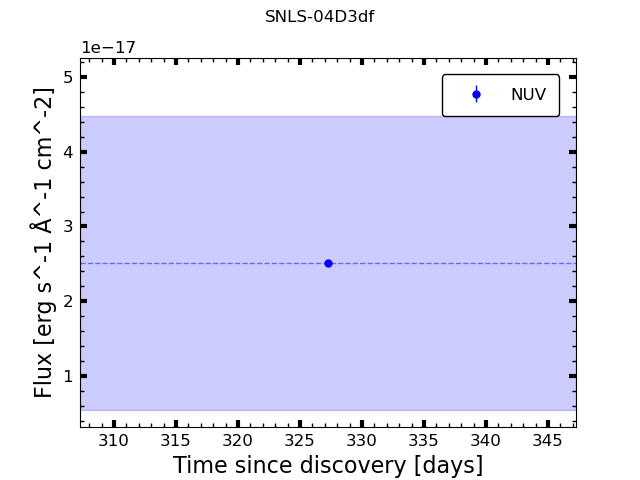 SNLS-04D3df
1e−17
NUV
5
4
3
2
1
Flux [erg s^-1 Å^-1 cm^-2]
310 315 320 325 330 335 340 345
Time since discovery [days]